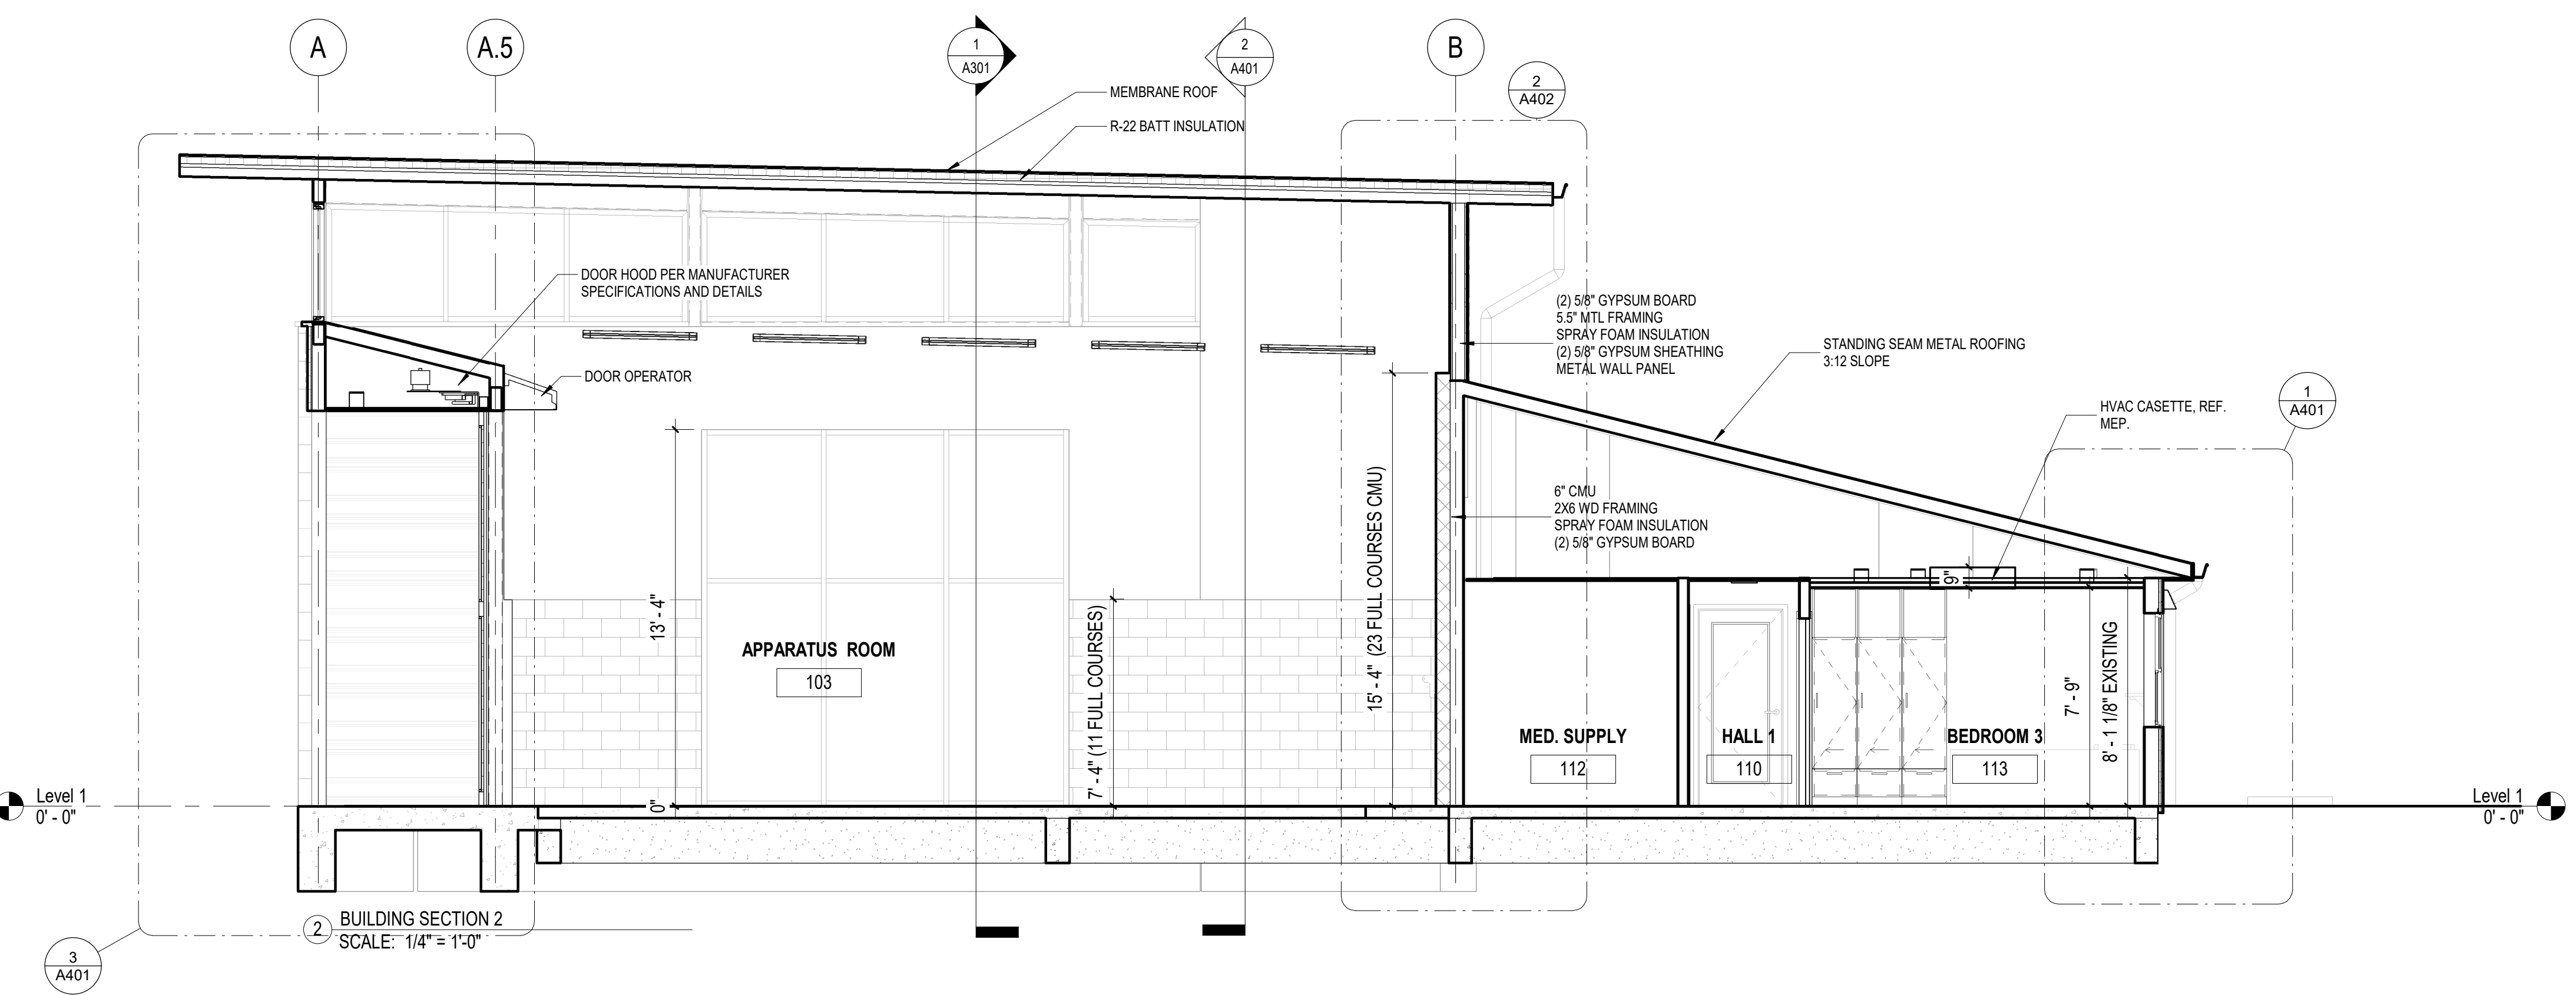 A
A.5
1
A301
2
A401
B
2
A402
MEMBRANE ROOF
R-22 BATT INSULATION
DOOR HOOD PER MANUFACTURER
SPECIFICATIONS AND DETAILS
DOOR OPERATOR
(2) 5/8" GYPSUM BOARD
5.5" MTL FRAMING
SPRAY FOAM INSULATION
(2) 5/8" GYPSUM SHEATHING
METAL WALL PANEL
STANDING SEAM METAL ROOFING
3:12 SLOPE
HVAC CASETTE, REF.
MEP.
1
A401
6" CMU
2X6 WD FRAMING
SPRAY FOAM INSULATION
(2) 5/8" GYPSUM BOARD
13' - 4"
0"
7' - 4" (11 FULL COURSES)
15' - 4" (23 FULL COURSES CMU)
9"
7' - 9"
8' - 1 1/8" EXISTING
APPARATUS ROOM
103
MED. SUPPLY
112
HALL 1
110
BEDROOM 3
113
Level 1
0' - 0"
Level 1
0' - 0"
2
BUILDING SECTION 2
SCALE: 1/4" = 1'-0"
3
A401